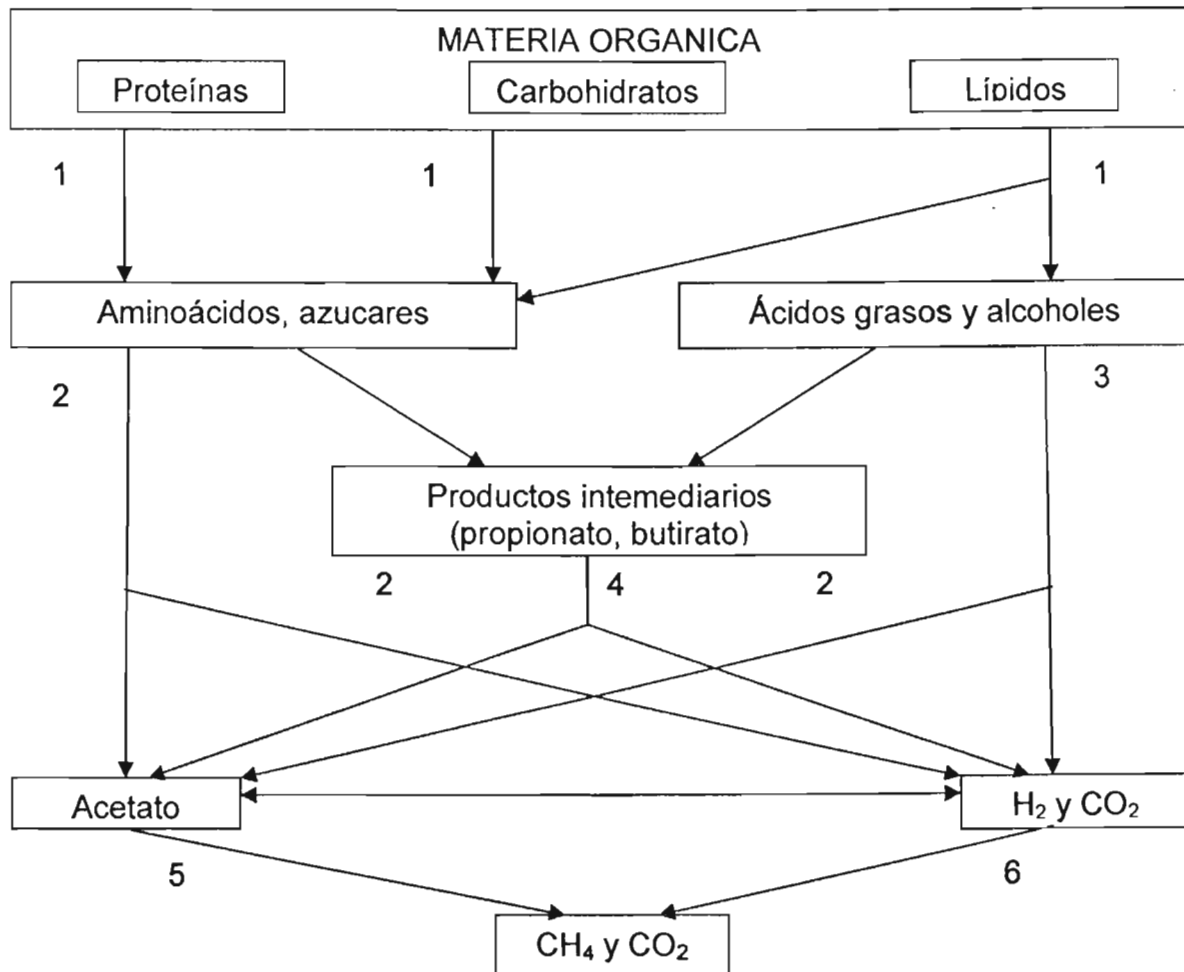 MATERIA ORGANICA
Proteínas
Carbohidratos
Lípidos
1
1
1
Aminoácidos, azucares
Ácidos grasos y alcoholes
2
3
Productos intemediarios
(propionato, butirato)
2
4
2
Acetato
H₂ y CO₂
5
6
CH₄ y CO₂